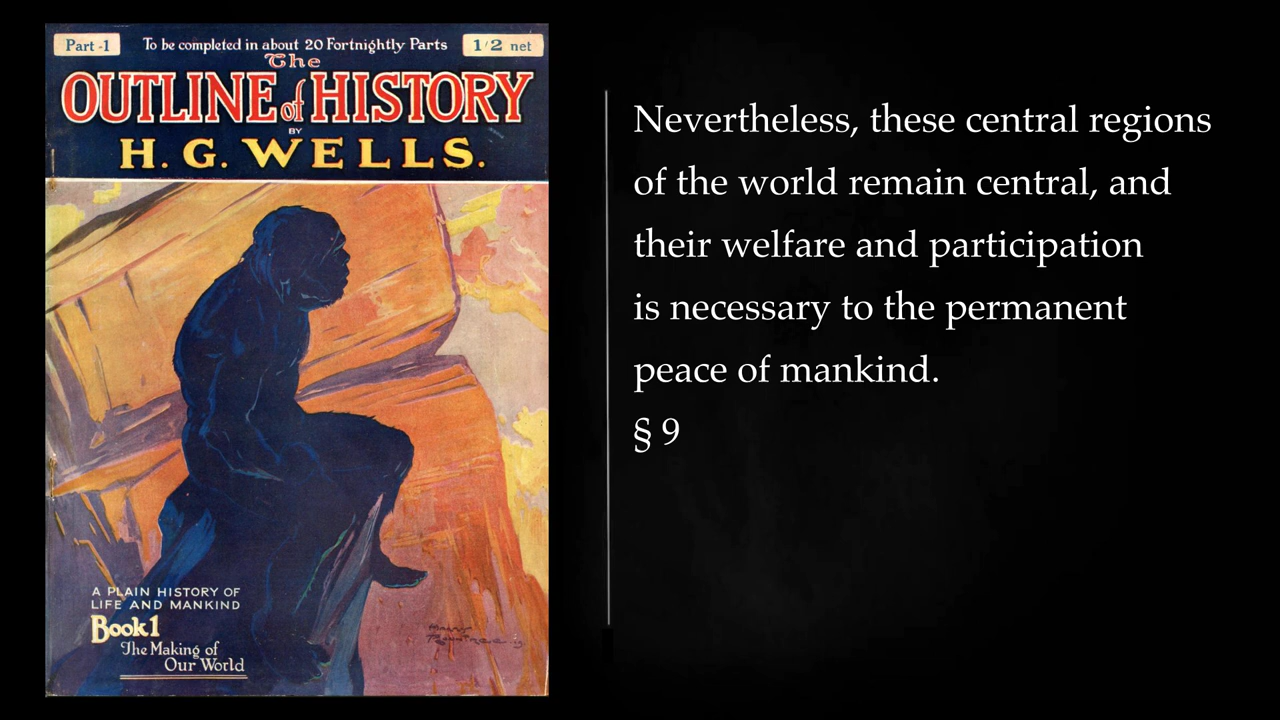 Part -1
To be completed in about 20 Fortnightly Parts
1/2 net
The
OUTLINE of HISTORY
BY
H. G. WELLS.
A PLAIN HISTORY OF
LIFE AND MANKIND
Book 1
The Making of
Our World
Nevertheless, these central regions
of the world remain central, and
their welfare and participation
is necessary to the permanent
peace of mankind.
§ 9